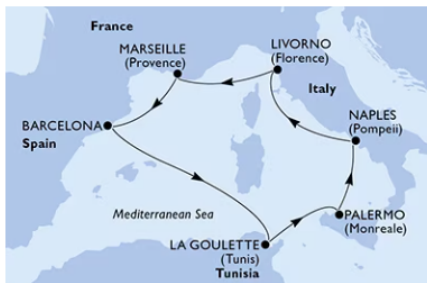 France
MARSEILLE
(Provence)
LIVORNO
(Florence)
Italy
BARCELONA
Spain
NAPLES
(Pompeii)
Mediterranean Sea
PALERMO
(Monreale)
LA GOULETTE
(Tunis)
Tunisia